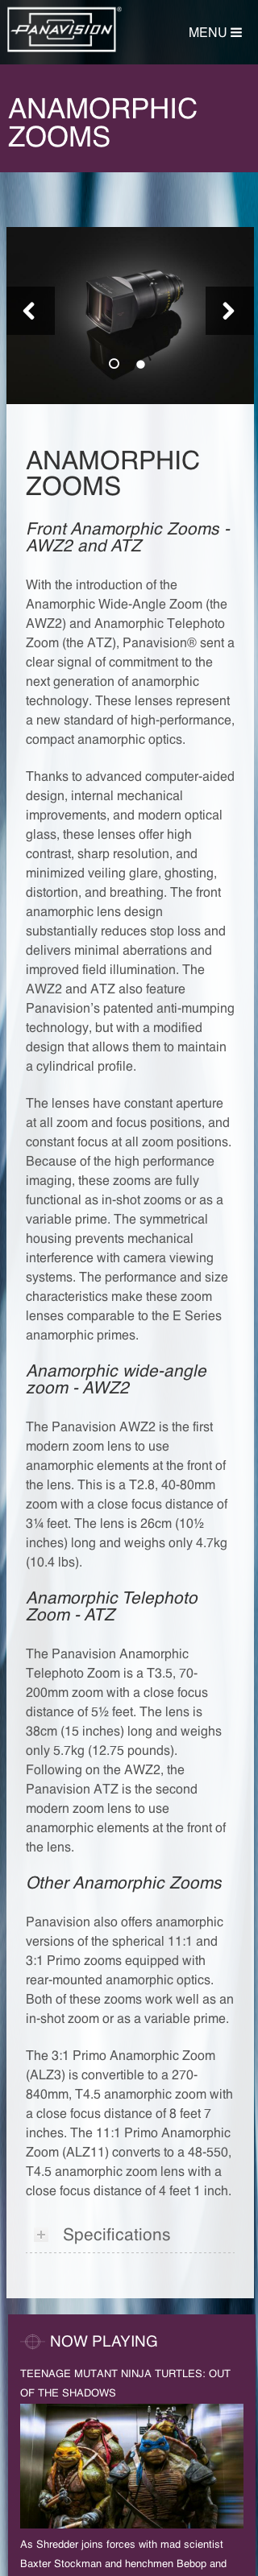 PANAVISION®
MENU
ANAMORPHIC
ZOOMS
ANAMORPHIC
ZOOMS
Front Anamorphic Zooms -
AWZ2 and ATZ
With the introduction of the
Anamorphic Wide-Angle Zoom (the
AWZ2) and Anamorphic Telephoto
Zoom (the ATZ), Panavision® sent a
clear signal of commitment to the
next generation of anamorphic
technology. These lenses represent
a new standard of high-performance,
compact anamorphic optics.
Thanks to advanced computer-aided
design, internal mechanical
improvements, and modern optical
glass, these lenses offer high
contrast, sharp resolution, and
minimized veiling glare, ghosting,
distortion, and breathing. The front
anamorphic lens design
substantially reduces stop loss and
delivers minimal aberrations and
improved field illumination. The
AWZ2 and ATZ also feature
Panavision's patented anti-mumping
technology, but with a modified
design that allows them to maintain
a cylindrical profile.
The lenses have constant aperture
at all zoom and focus positions, and
constant focus at all zoom positions.
Because of the high performance
imaging, these zooms are fully
functional as in-shot zooms or as a
variable prime. The symmetrical
housing prevents mechanical
interference with camera viewing
systems. The performance and size
characteristics make these zoom
lenses comparable to the E Series
anamorphic primes.
Anamorphic wide-angle
zoom - AWZ2
The Panavision AWZ2 is the first
modern zoom lens to use
anamorphic elements at the front of
the lens. This is a T2.8, 40-80mm
zoom with a close focus distance of
3¼ feet. The lens is 26cm (10½
inches) long and weighs only 4.7kg
(10.4 lbs).
Anamorphic Telephoto
Zoom - ATZ
The Panavision Anamorphic
Telephoto Zoom is a T3.5, 70-
200mm zoom with a close focus
distance of 5½ feet. The lens is
38cm (15 inches) long and weighs
only 5.7kg (12.75 pounds).
Following on the AWZ2, the
Panavision ATZ is the second
modern zoom lens to use
anamorphic elements at the front of
the lens.
Other Anamorphic Zooms
Panavision also offers anamorphic
versions of the spherical 11:1 and
3:1 Primo zooms equipped with
rear-mounted anamorphic optics.
Both of these zooms work well as an
in-shot zoom or as a variable prime.
The 3:1 Primo Anamorphic Zoom
(ALZ3) is convertible to a 270-
840mm, T4.5 anamorphic zoom with
a close focus distance of 8 feet 7
inches. The 11:1 Primo Anamorphic
Zoom (ALZ11) converts to a 48-550,
T4.5 anamorphic zoom lens with a
close focus distance of 4 feet 1 inch.
Specifications
NOW PLAYING
TEENAGE MUTANT NINJA TURTLES: OUT
OF THE SHADOWS
As Shredder joins forces with mad scientist
Baxter Stockman and henchmen Bebop and